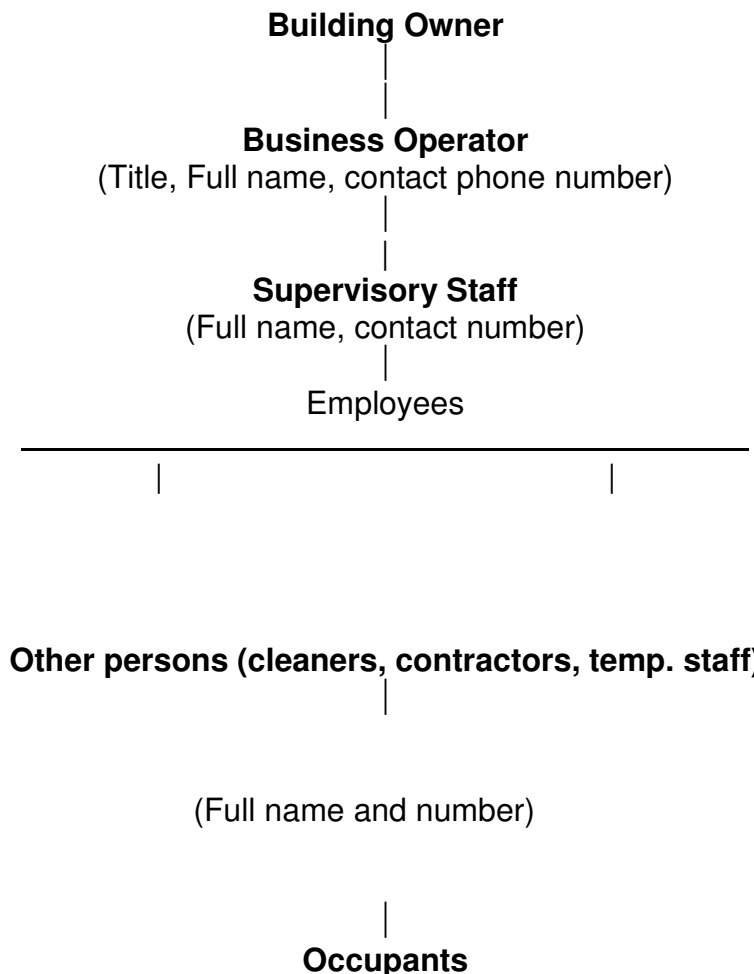 Building Owner
Business Operator
(Title, Full name, contact phone number)
Supervisory Staff
(Full name, contact number)
Employees
Other persons (cleaners, contractors, temp. staff)
(Full name and number)
Occupants